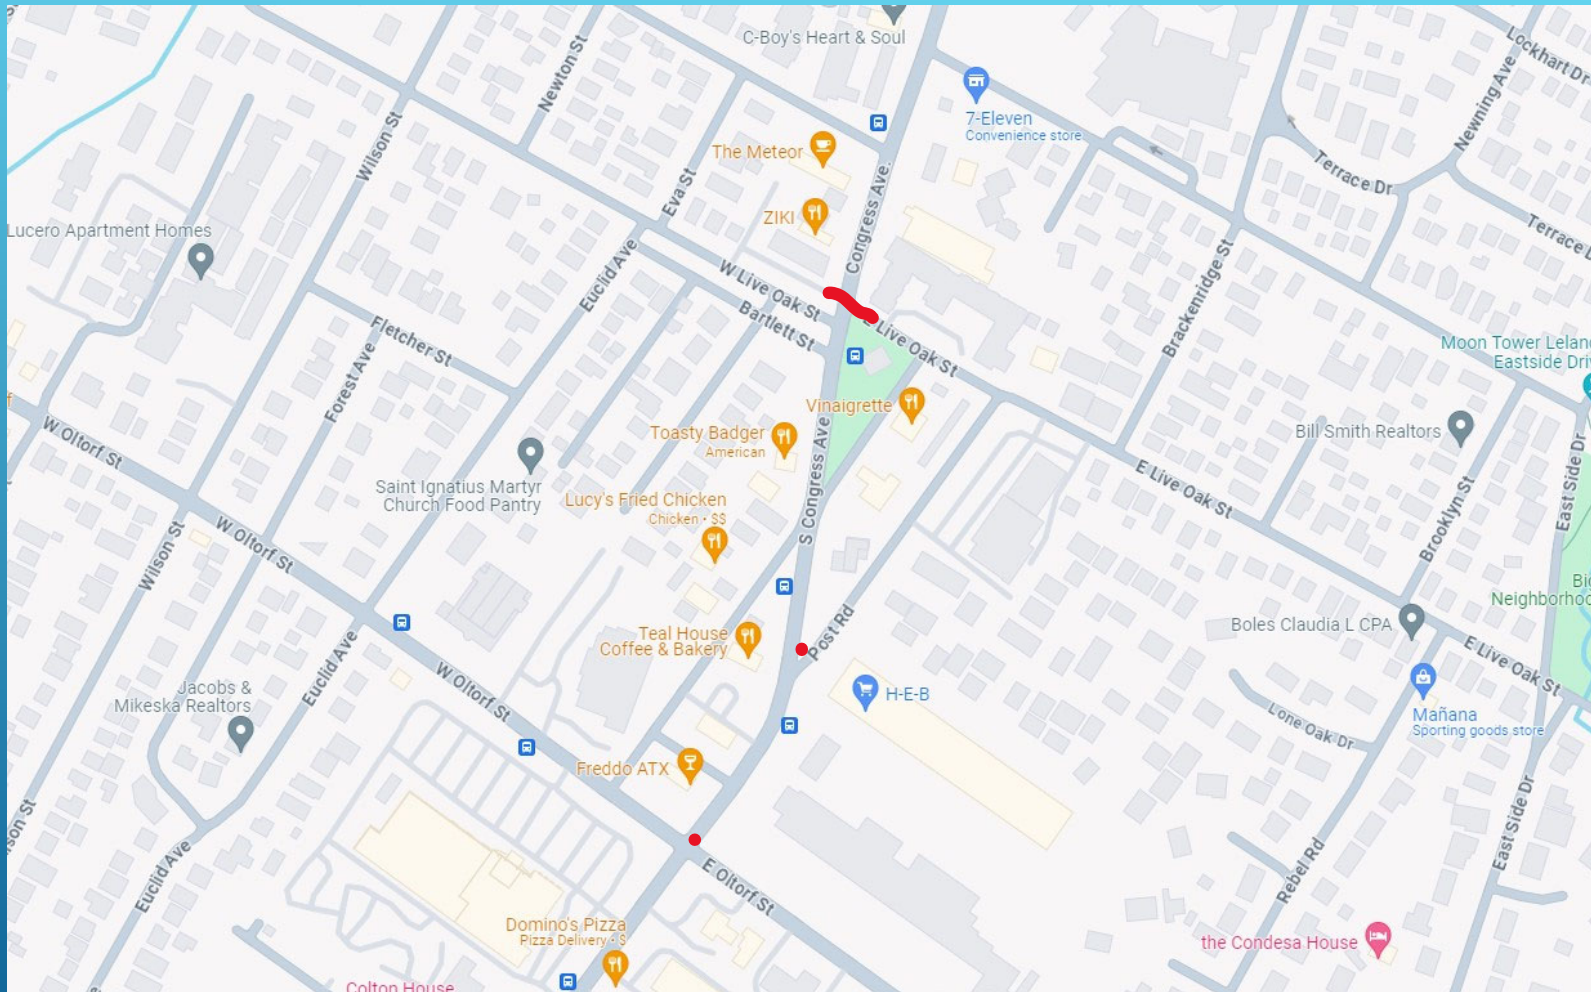 C-Boy's Heart & Soul
Lockhart Dr
Newton St
7-Eleven
Convenience store
Newning Ave
Wilson St
The Meteor
Terrace Dr
Eva St
ZIKI
Congress Ave.
Terrace D
Lucero Apartment Homes
Euclid Ave
W Live Oak St
Brackenridge St
Bartlett St
E Live Oak St
Fletcher St
Moon Tower Leland
Eastside Dri
Forest Ave
Vinaigrette
f
W Oltorf St
Toasty Badger
American
Bill Smith Realtors
S Congress Ave
Saint Ignatius Martyr
Church Food Pantry
Lucy's Fried Chicken
Chicken • $$
E Live Oak St
East Side Dr
Brooklyn St
W Oltorf St
Wilson St
Big
Neighborhoo
Post Rd
Boles Claudia L CPA
Teal House
Coffee & Bakery
E Live Oak St
Euclid Ave
W Oltorf St
Jacobs &
Mikeska Realtors
H-E-B
Mañana
Sporting goods store
Lone Oak Dr
Freddo ATX
son St
East Side Dr
Euclid Ave
E Oltorf St
Rebel Rd
Domino's Pizza
Pizza Delivery • $
the Condesa House
Colton House